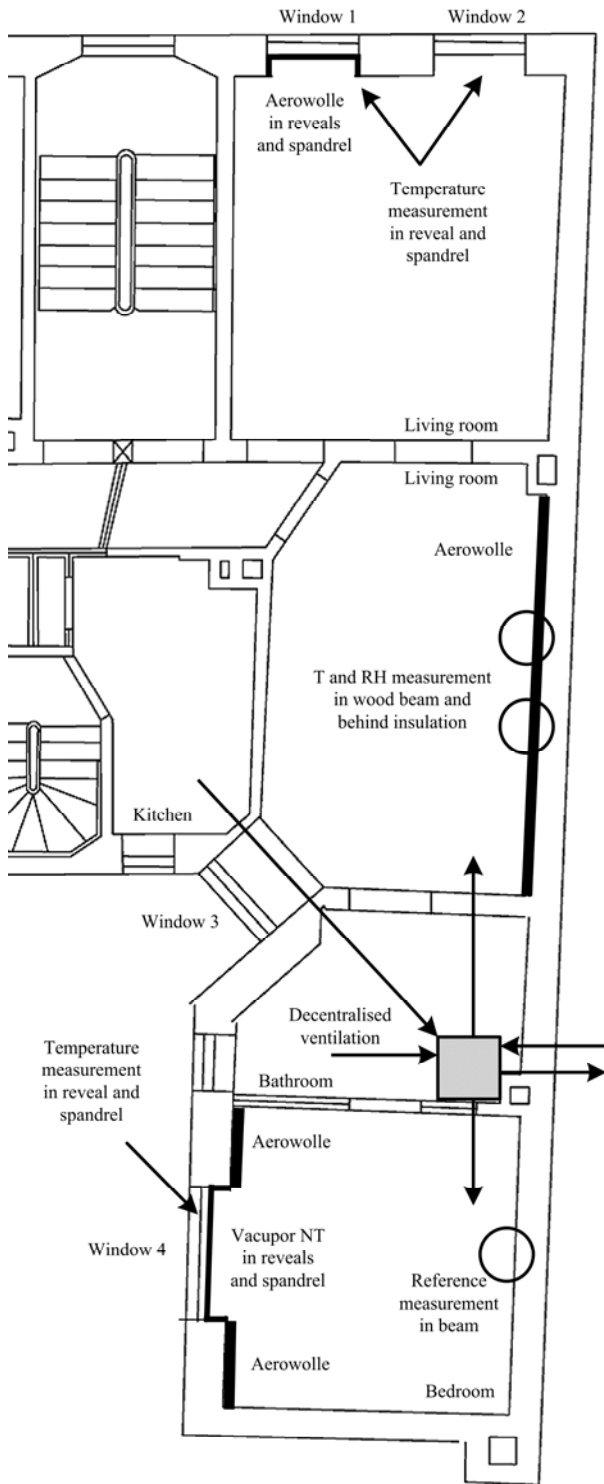 Window 1
Window 2
Aerowolle
in reveals
and spandrel
Temperature
measurement
in reveal and
spandrel
Living room
Living room
Aerowolle
T and RH measurement
in wood beam and
behind insulation
Kitchen
Window 3
Decentralised
ventilation
Temperature
measurement
in reveal and
spandrel
Bathroom
Aerowolle
Window 4
Vacupor NT
in reveals
and spandrel
Reference
measurement
in beam
Aerowolle
Bedroom